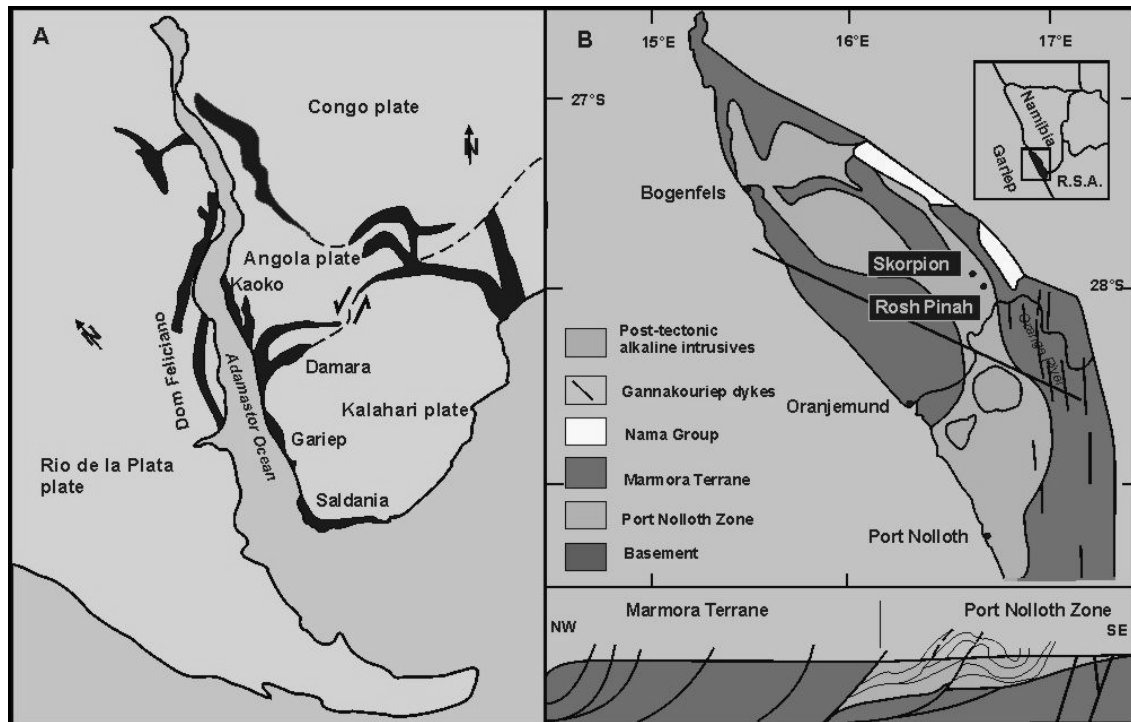 A
Congo plate
N
Angola plate
Kaoko
N
Dom Feliciano
Adamastor Ocean
Damara
Kalahari plate
Gariep
Rio de la Plata
plate
Saldania
B
15°E
16°E
17°E
27°S
Namibia
Gariep
R.S.A.
Bogenfels
Skorpion
28°S
Rosh Pinah
Orange River
Post-tectonic
alkaline intrusives
Gannakouriep dykes
Oranjemund
Nama Group
Marmora Terrane
Port Nolloth Zone
Port Nolloth
Basement
Marmora Terrane
Port Nolloth Zone
NW
SE